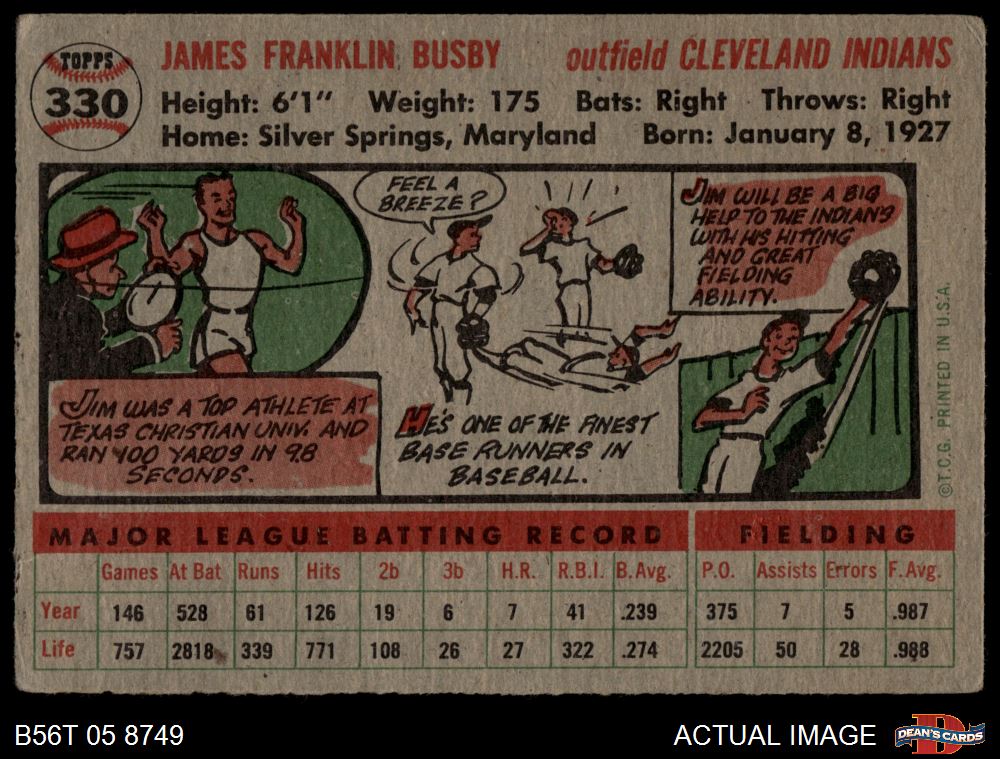 TOPPS
330
JAMES FRANKLIN BUSBY outfield CLEVELAND INDIANS
Height: 6'1" Weight: 175 Bats: Right Throws: Right
Home: Silver Springs, Maryland Born: January 8, 1927
FEEL A
BREEZE?
JIM WILL BE A BIG
HELP TO THE INDIANS
WITH HIS HITTING
AND GREAT
FIELDING
ABILITY.
JIM WAS A TOP ATHLETE AT
TEXAS CHRISTIAN UNIV. AND
RAN 100 YARDS IN 9.8
SECONDS.
HE'S ONE OF THE FINEST
BASE RUNNERS IN
BASEBALL.
©T.C.G. PRINTED IN U.S.A.
MAJOR LEAGUE BATTING RECORD FIELDING
Games At Bat Runs Hits 2b 3b H.R. R.B.I. B.Avg. P.O. Assists Errors F.Avg.
Year 146 528 61 126 19 6 7 41 .239 375 7 5 .987
Life 757 2818 339 771 108 26 27 322 .274 2205 50 28 .988
B56T 05 8749 ACTUAL IMAGE DEAN'S CARDS